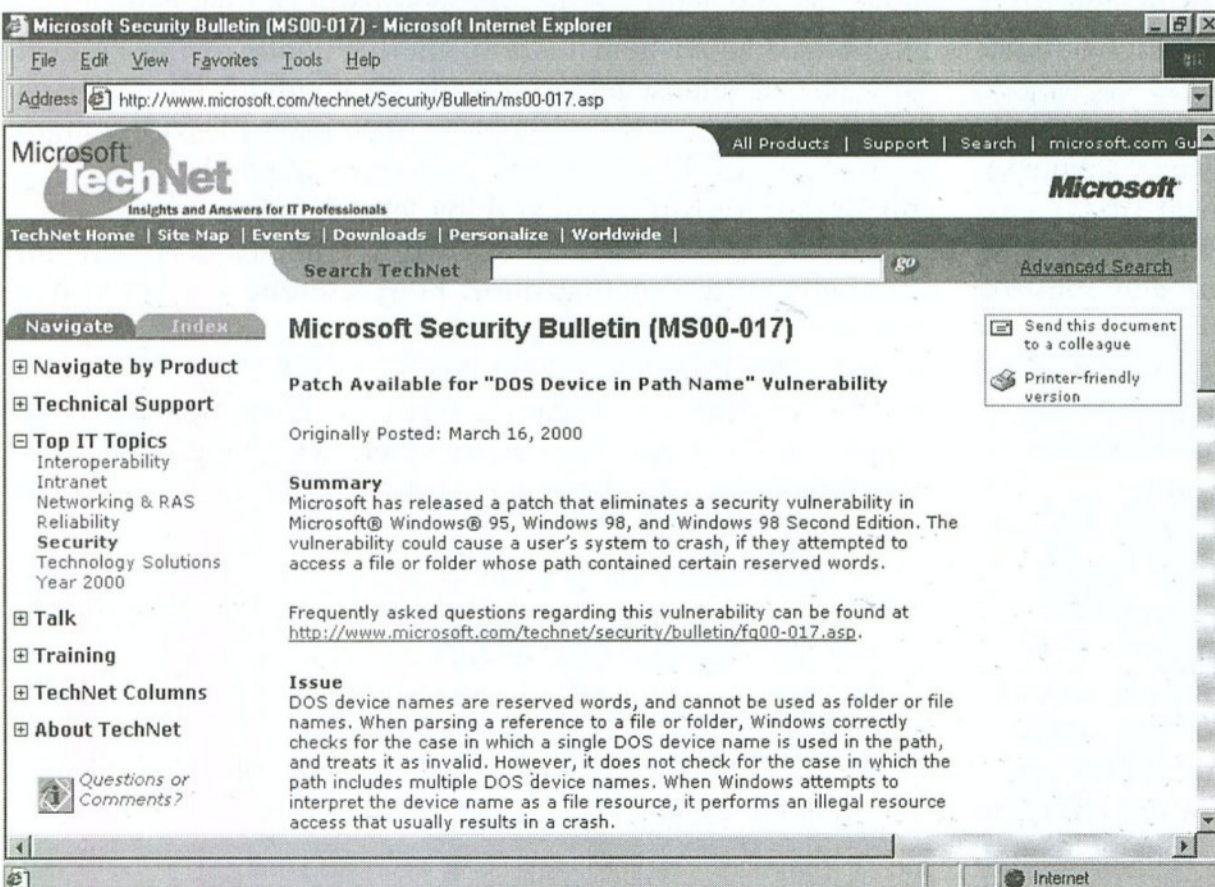 Microsoft Security Bulletin (MS00-017) - Microsoft Internet Explorer
File Edit View Favorites Tools Help
Address http://www.microsoft.com/technet/Security/Bulletin/ms00-017.asp
All Products | Support | Search | microsoft.com Gu
Microsoft
TechNet
Insights and Answers for IT Professionals
Microsoft
TechNet Home | Site Map | Events | Downloads | Personalize | Worldwide |
Search TechNet
go
Advanced Search
Navigate
Index
Navigate by Product
Technical Support
Top IT Topics
Interoperability
Intranet
Networking & RAS
Reliability
Security
Technology Solutions
Year 2000
Talk
Training
TechNet Columns
About TechNet
Questions or
Comments?
Microsoft Security Bulletin (MS00-017)
Patch Available for "DOS Device in Path Name" Vulnerability
Originally Posted: March 16, 2000
Summary
Microsoft has released a patch that eliminates a security vulnerability in
Microsoft® Windows® 95, Windows 98, and Windows 98 Second Edition. The
vulnerability could cause a user's system to crash, if they attempted to
access a file or folder whose path contained certain reserved words.
Frequently asked questions regarding this vulnerability can be found at
http://www.microsoft.com/technet/security/bulletin/fq00-017.asp.
Issue
DOS device names are reserved words, and cannot be used as folder or file
names. When parsing a reference to a file or folder, Windows correctly
checks for the case in which a single DOS device name is used in the path,
and treats it as invalid. However, it does not check for the case in which the
path includes multiple DOS device names. When Windows attempts to
interpret the device name as a file resource, it performs an illegal resource
access that usually results in a crash.
Send this document
to a colleague
Printer-friendly
version
Internet